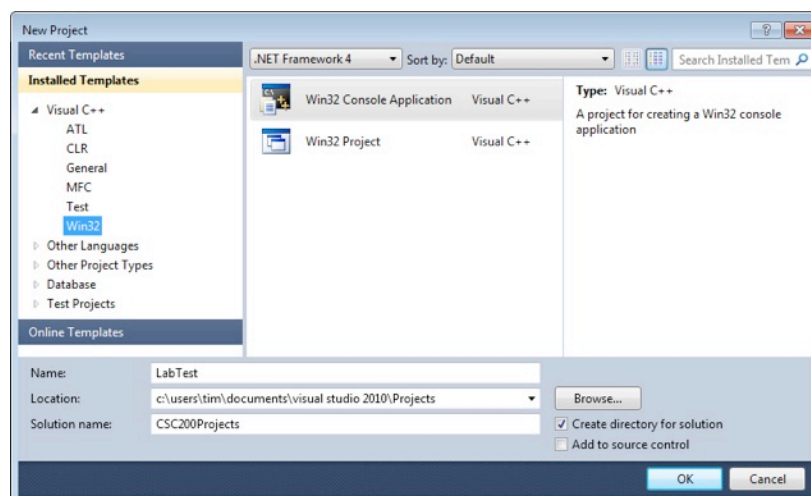 New Project
Recent Templates
Installed Templates
Visual C++
ATL
CLR
General
MFC
Test
Win32
Other Languages
Other Project Types
Database
Test Projects
Online Templates
.NET Framework 4
Sort by: Default
Search Installed Tem
Win32 Console Application Visual C++
Win32 Project Visual C++
Type: Visual C++
A project for creating a Win32 console
application
Name: LabTest
Location: c:\users\tim\documents\visual studio 2010\Projects
Browse...
Solution name: CSC200Projects
Create directory for solution
Add to source control
OK
Cancel